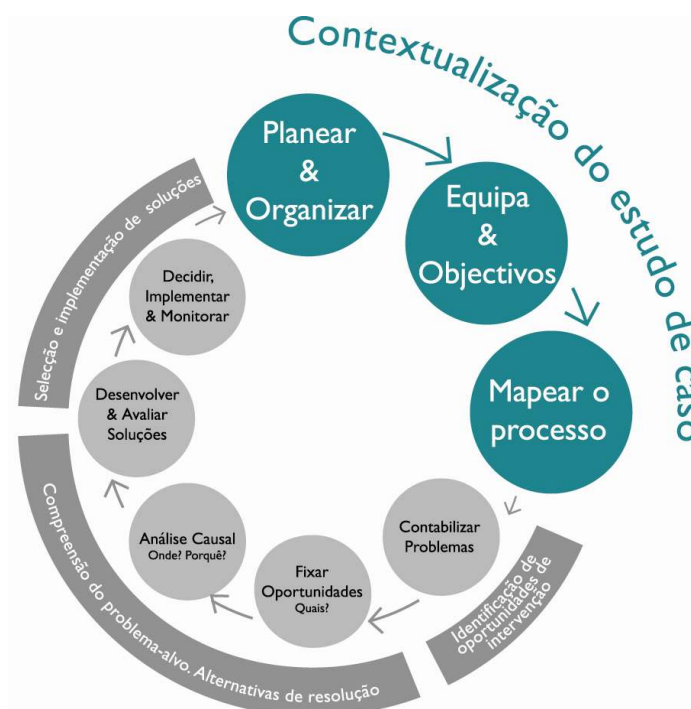 Contextualização do estudo de caso
Planear
&
Organizar
Equipa
&
Objectivos
Mapear o
processo
Contabilizar
Problemas
Fixar
Oportunidades
Quais?
Análise Causal
Onde? Porquê?
Desenvolver
& Avaliar
Soluções
Decidir,
Implementar
& Monitorar
Identificação de
oportunidades de
intervenção
Compreensão do problema-alvo. Alternativas de resolução
Selecção e implementação de soluções